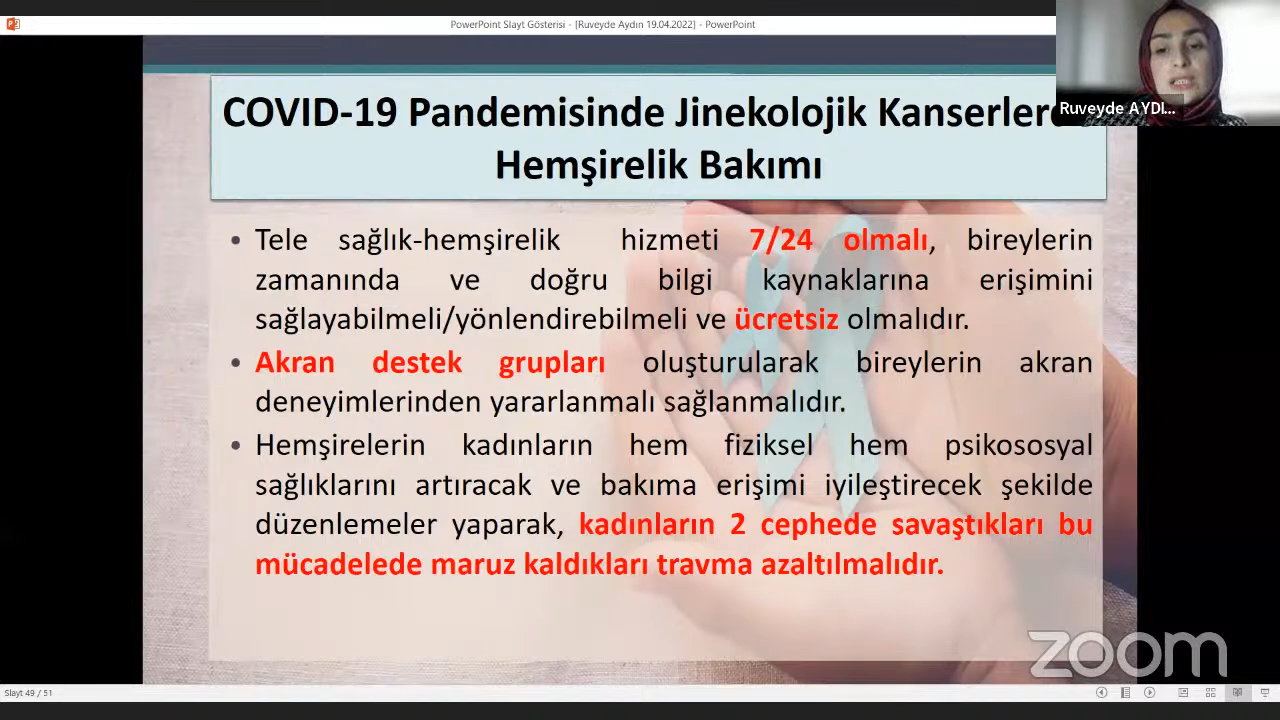 PowerPoint Slayt Gösterisi - [Ruveyde Aydın 19.04.2022] - PowerPoint
COVID-19 Pandemisinde Jinekolojik Kanserlerde
Hemşirelik Bakımı
Ruveyde AYDI...
• Tele sağlık-hemşirelik hizmeti 7/24 olmalı, bireylerin
zamanında ve doğru bilgi kaynaklarına erişimini
sağlayabilmeli/yönlendirebilmeli ve ücretsiz olmalıdır.
• Akran destek grupları oluşturularak bireylerin akran
deneyimlerinden yararlanmalı sağlanmalıdır.
• Hemşirelerin kadınların hem fiziksel hem psikososyal
sağlıklarını artıracak ve bakıma erişimi iyileştirecek şekilde
düzenlemeler yaparak, kadınların 2 cephede savaştıkları bu
mücadelede maruz kaldıkları travma azaltılmalıdır.
zoom
Slayt 49 / 51